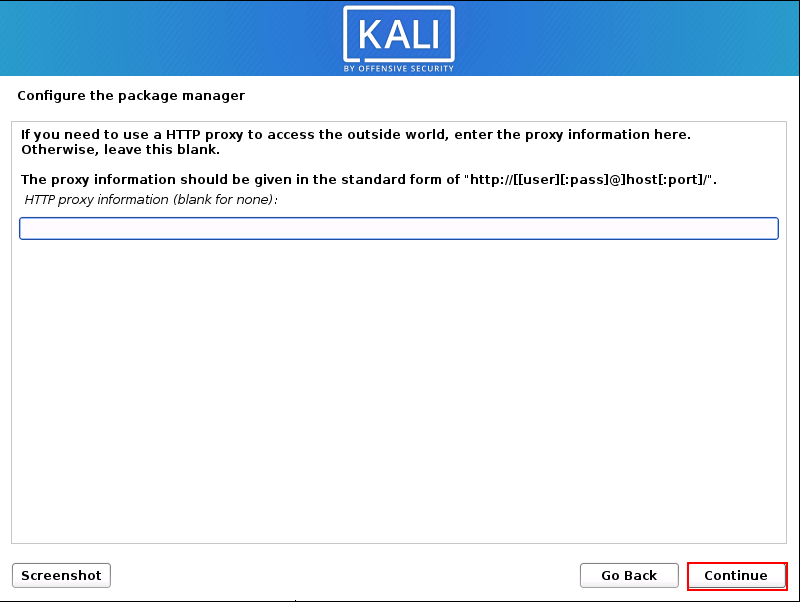 KALI
BY OFFENSIVE SECURITY
Configure the package manager
If you need to use a HTTP proxy to access the outside world, enter the proxy information here.
Otherwise, leave this blank.
The proxy information should be given in the standard form of "http://[[user][:pass]@]host[:port]/".
HTTP proxy information (blank for none):
Screenshot
Go Back
Continue